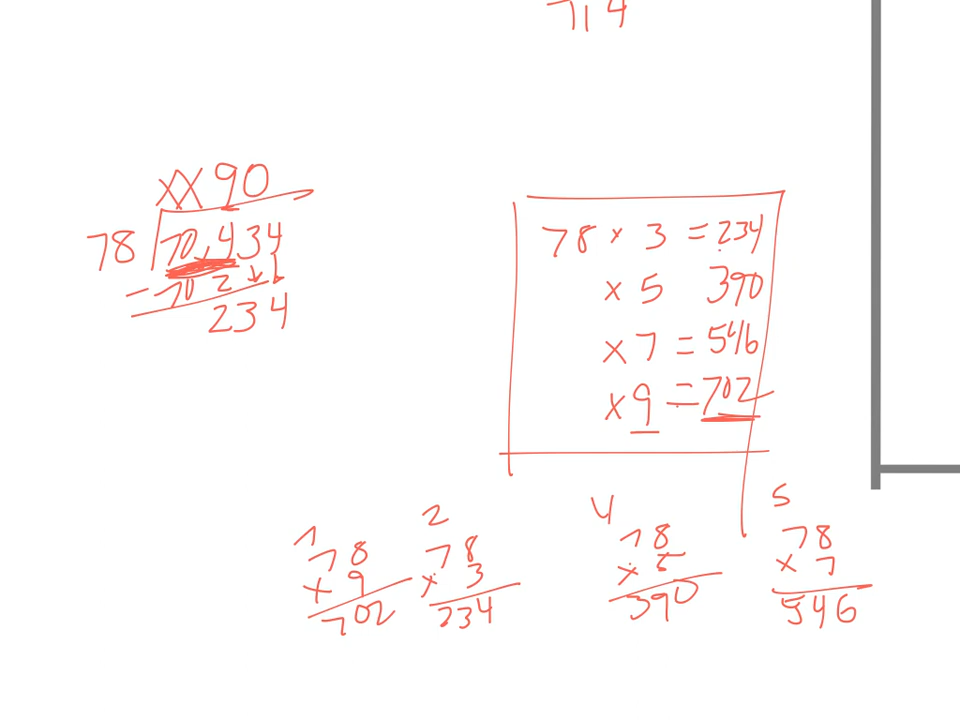 714
XX90
78 70,434
- 702
234
78 × 3 = 234
× 5 390
× 7 = 546
× 9 = 702
1 2 4 5
78 78 78 78
× 9 × 3 × 5 × 7
702 234 390 546